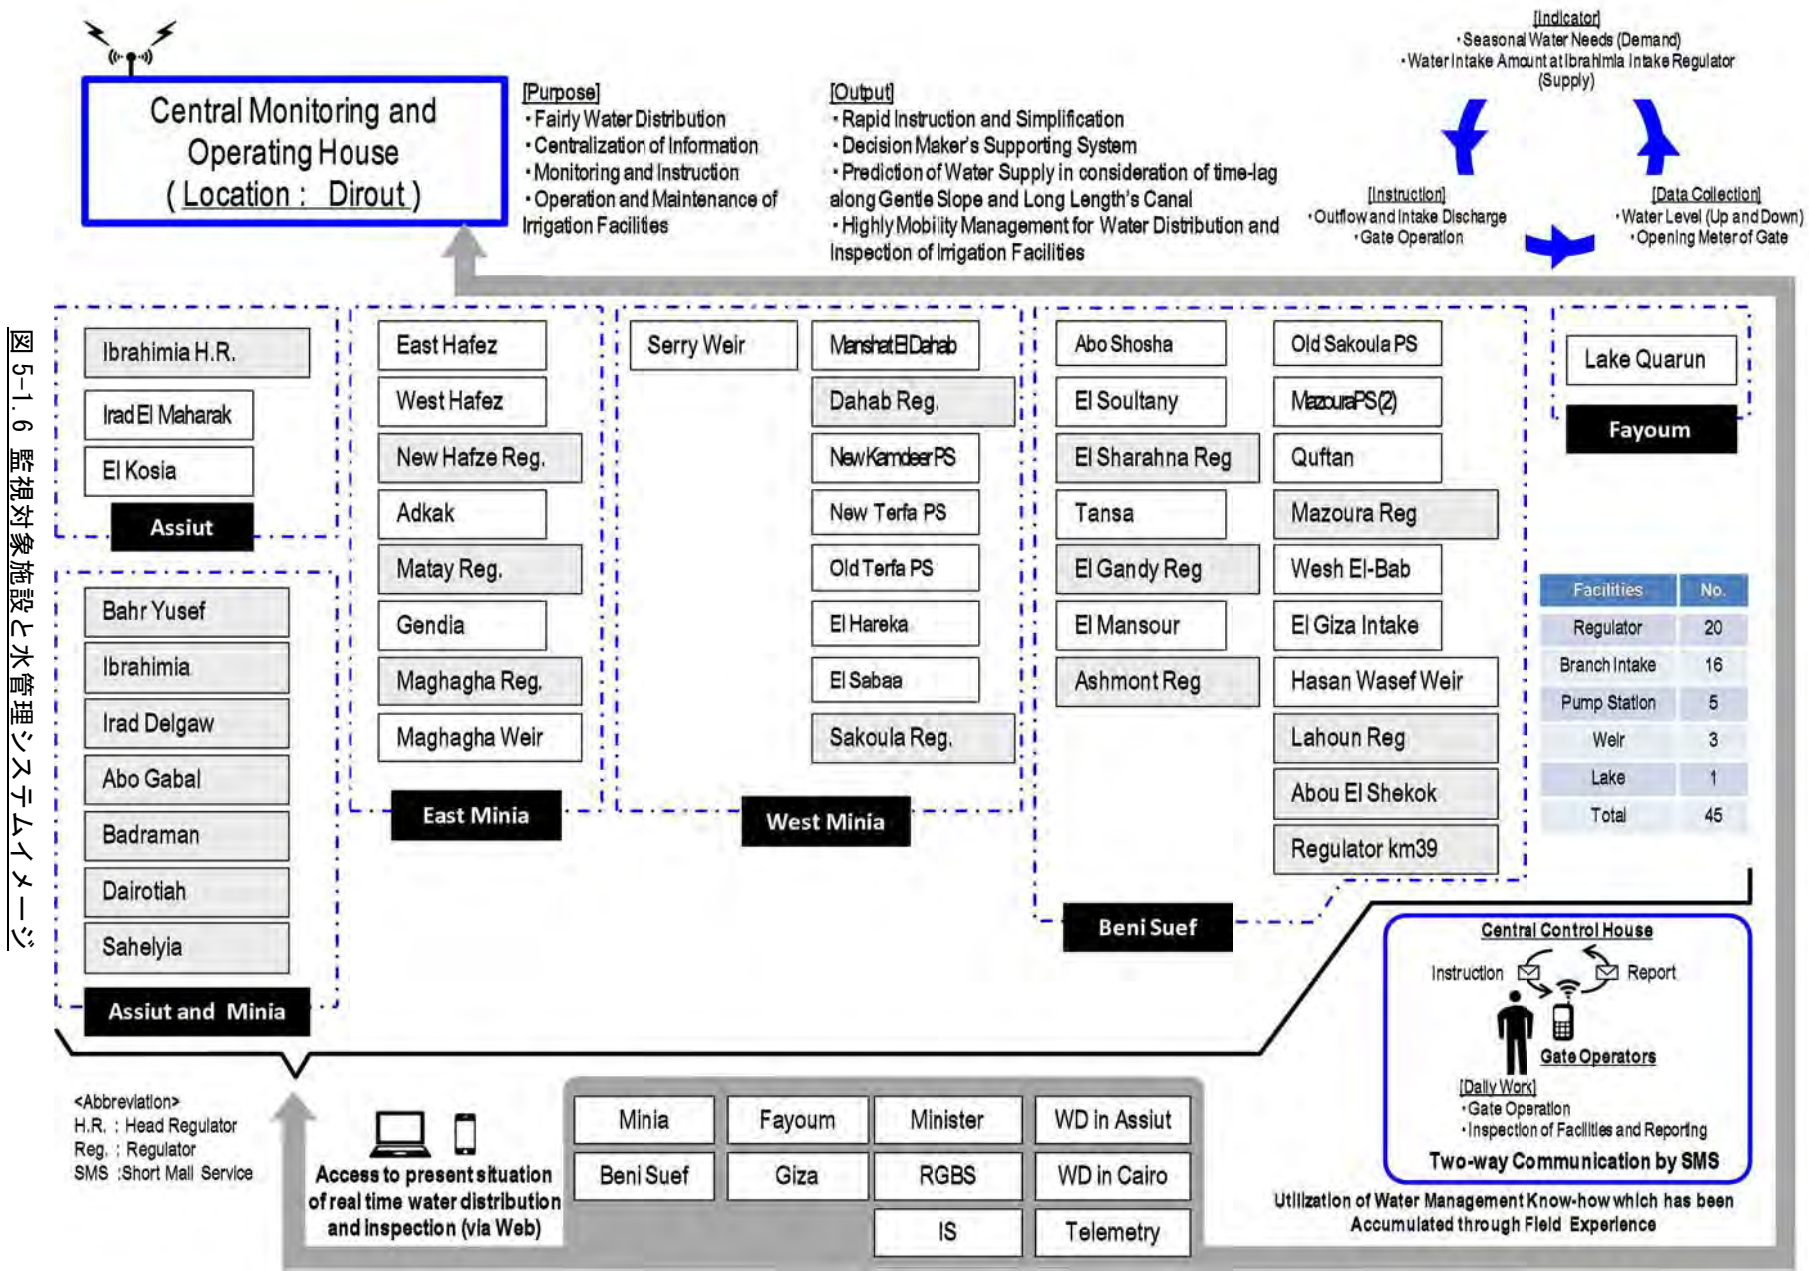 Central Monitoring and
Operating House
( Location : Dirout )
[Purpose]
・Fairly Water Distribution
・Centralization of Information
・Monitoring and Instruction
・Operation and Maintenance of
Irrigation Facilities
[Output]
・Rapid Instruction and Simplification
・Decision Maker's Supporting System
・Prediction of Water Supply in consideration of time-lag
along Gentle Slope and Long Length's Canal
・Highly Mobility Management for Water Distribution and
Inspection of Irrigation Facilities
[Indicator]
・Seasonal Water Needs (Demand)
・Water Intake Amount at Ibrahimia Intake Regulator
(Supply)
[Instruction]
・Outflow and Intake Discharge
・Gate Operation
[Data Collection]
・Water Level (Up and Down)
・Opening Meter of Gate
図 5-1.6 監視対象施設と水管理システムイメージ
Ibrahimia H.R.
Irad El Maharak
El Kosia
Assiut
Bahr Yusef
Ibrahimia
Irad Delgaw
Abo Gabal
Badraman
Dairotiah
Sahelyia
Assiut and Minia
East Hafez
West Hafez
New Hafze Reg.
Adkak
Matay Reg.
Gendia
Maghagha Reg.
Maghagha Weir
East Minia
Serry Weir
Manshat El Dahab
Dahab Reg.
New Kamdeer PS
New Terfa PS
Old Terfa PS
El Hareka
El Sabaa
Sakoula Reg.
West Minia
Abo Shosha
El Soultany
El Sharahna Reg
Tansa
El Gandy Reg
El Mansour
Ashmont Reg
Old Sakoula PS
Mazoura PS(2)
Quftan
Mazoura Reg
Wesh El-Bab
El Giza Intake
Hasan Wasef Weir
Lahoun Reg
Abou El Shekok
Regulator km39
Beni Suef
Lake Quarun
Fayoum
Facilities No.
Regulator 20
Branch Intake 16
Pump Station 5
Weir 3
Lake 1
Total 45
Central Control House
Instruction
Report
Gate Operators
[Daily Work]
・Gate Operation
・Inspection of Facilities and Reporting
Two-way Communication by SMS
Utilization of Water Management Know-how which has been
Accumulated through Field Experience
<Abbreviation>
H.R. : Head Regulator
Reg. : Regulator
SMS :Short Mail Service
Access to present situation
of real time water distribution
and inspection (via Web)
Minia
Fayoum
Minister
WD in Assiut
Beni Suef
Giza
RGBS
WD in Cairo
IS
Telemetry